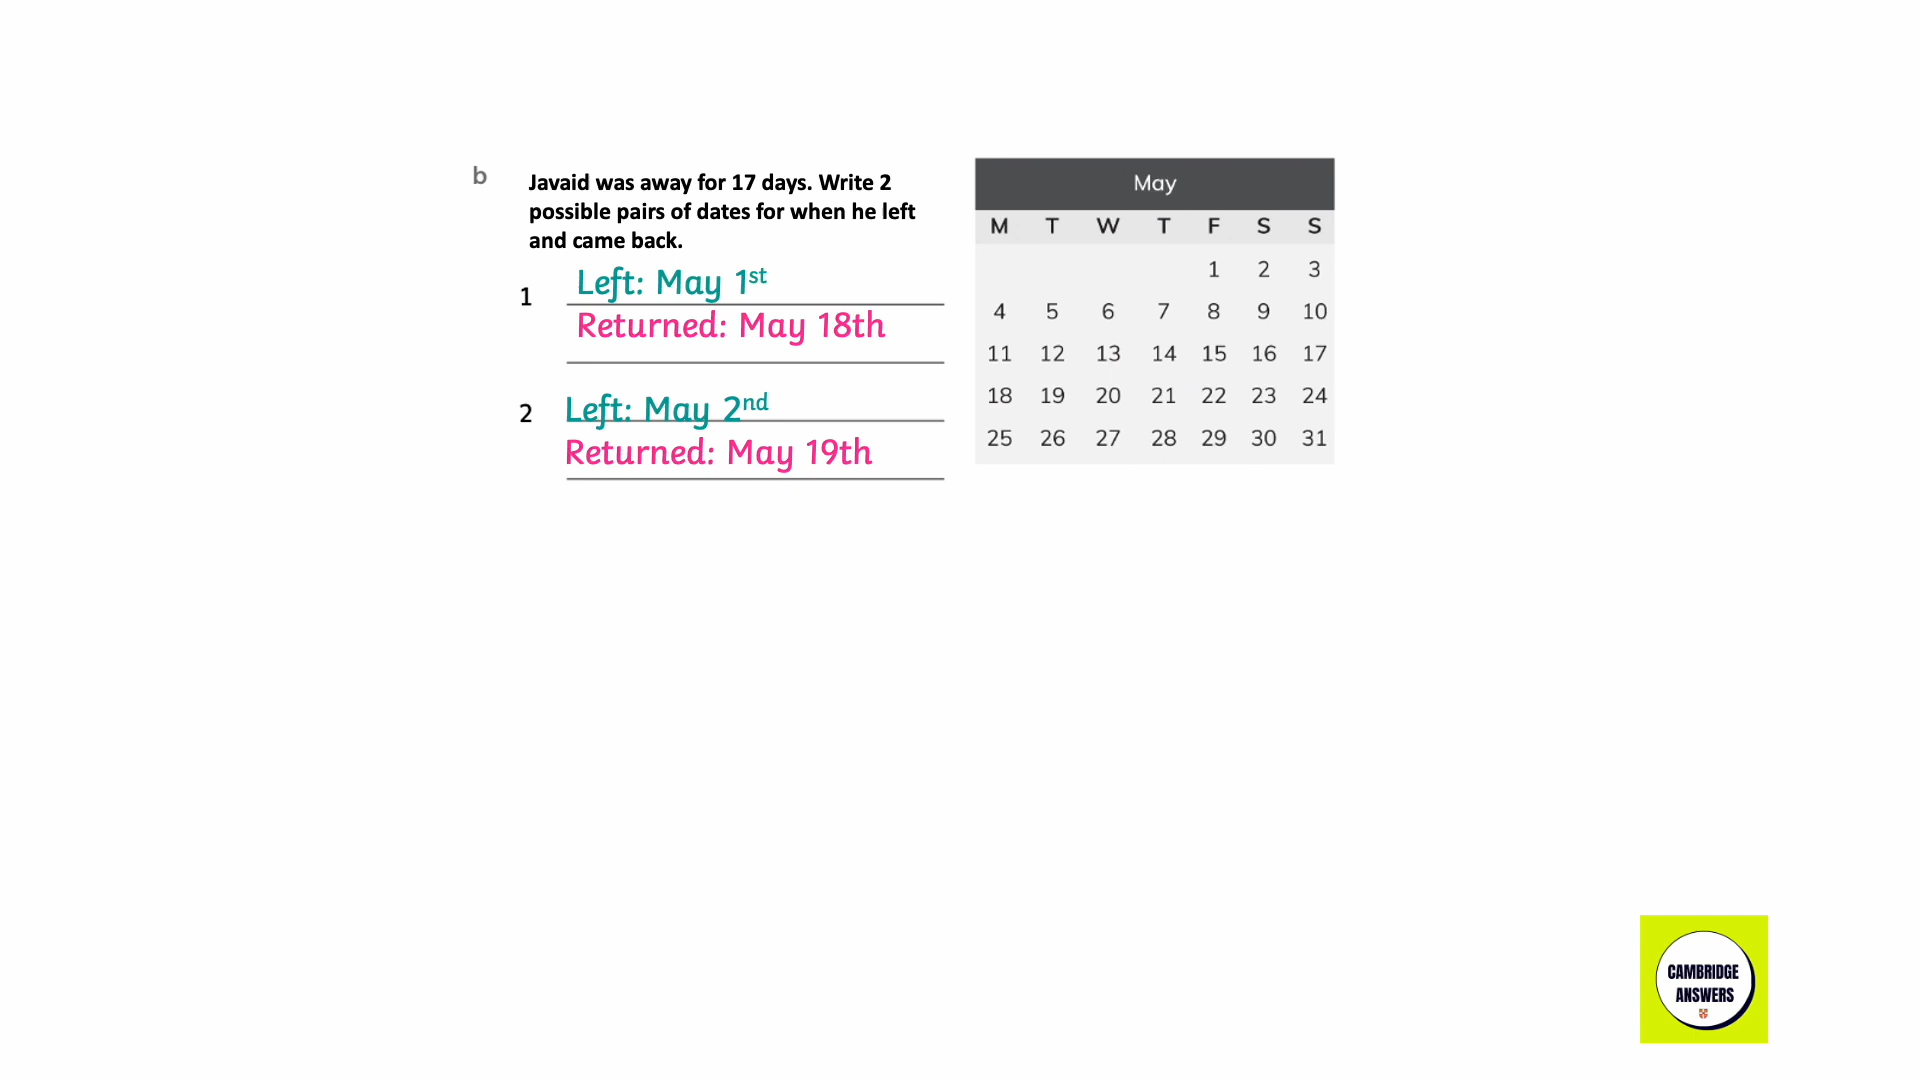 b
Javaid was away for 17 days. Write 2
possible pairs of dates for when he left
and came back.
1
Left: May 1st
Returned: May 18th
2
Left: May 2nd
Returned: May 19th
May
M T W T F S S
1 2 3
4 5 6 7 8 9 10
11 12 13 14 15 16 17
18 19 20 21 22 23 24
25 26 27 28 29 30 31
CAMBRIDGE
ANSWERS